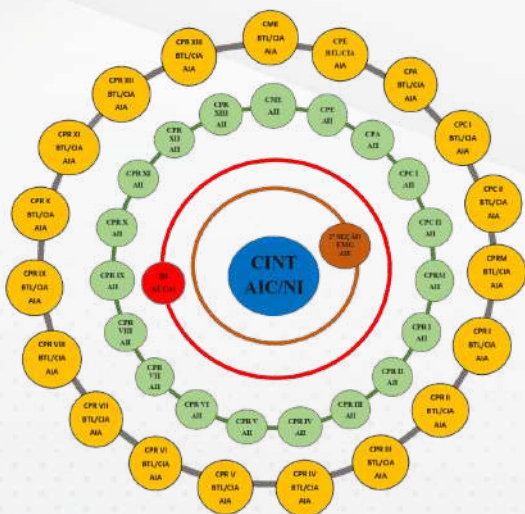 CME
BTL/CIA
AIA
CPE
BTL/CIA
AIA
CPA
BTL/CIA
AIA
CPC I
BTL/CIA
AIA
CPC II
BTL/CIA
AIA
CPRM
BTL/CIA
AIA
CPR I
BTL/CIA
AIA
CPR II
BTL/CIA
AIA
CPR III
BTL/CIA
AIA
CPR IV
BTL/CIA
AIA
CPR V
BTL/CIA
AIA
CPR VI
BTL/CIA
AIA
CPR VII
BTL/CIA
AIA
CPR VIII
BTL/CIA
AIA
CPR IX
BTL/CIA
AIA
CPR X
BTL/CIA
AIA
CPR XI
BTL/CIA
AIA
CPR XII
BTL/CIA
AIA
CPR XIII
BTL/CIA
AIA
CME
AII
CPE
AII
CPA
AII
CPC I
AII
CPC II
AII
CPRM
AII
CPR I
AII
CPR II
AII
CPR III
AII
CPR IV
AII
CPR V
AII
CPR VI
AII
CPR
VII
AII
CPR
VIII
AII
CPR IX
AII
CPR X
AII
CPR XI
AII
CPR
XII
AII
CPR
XIII
AII
2ª SEÇÃO
EMG
CINT
AIC/NI